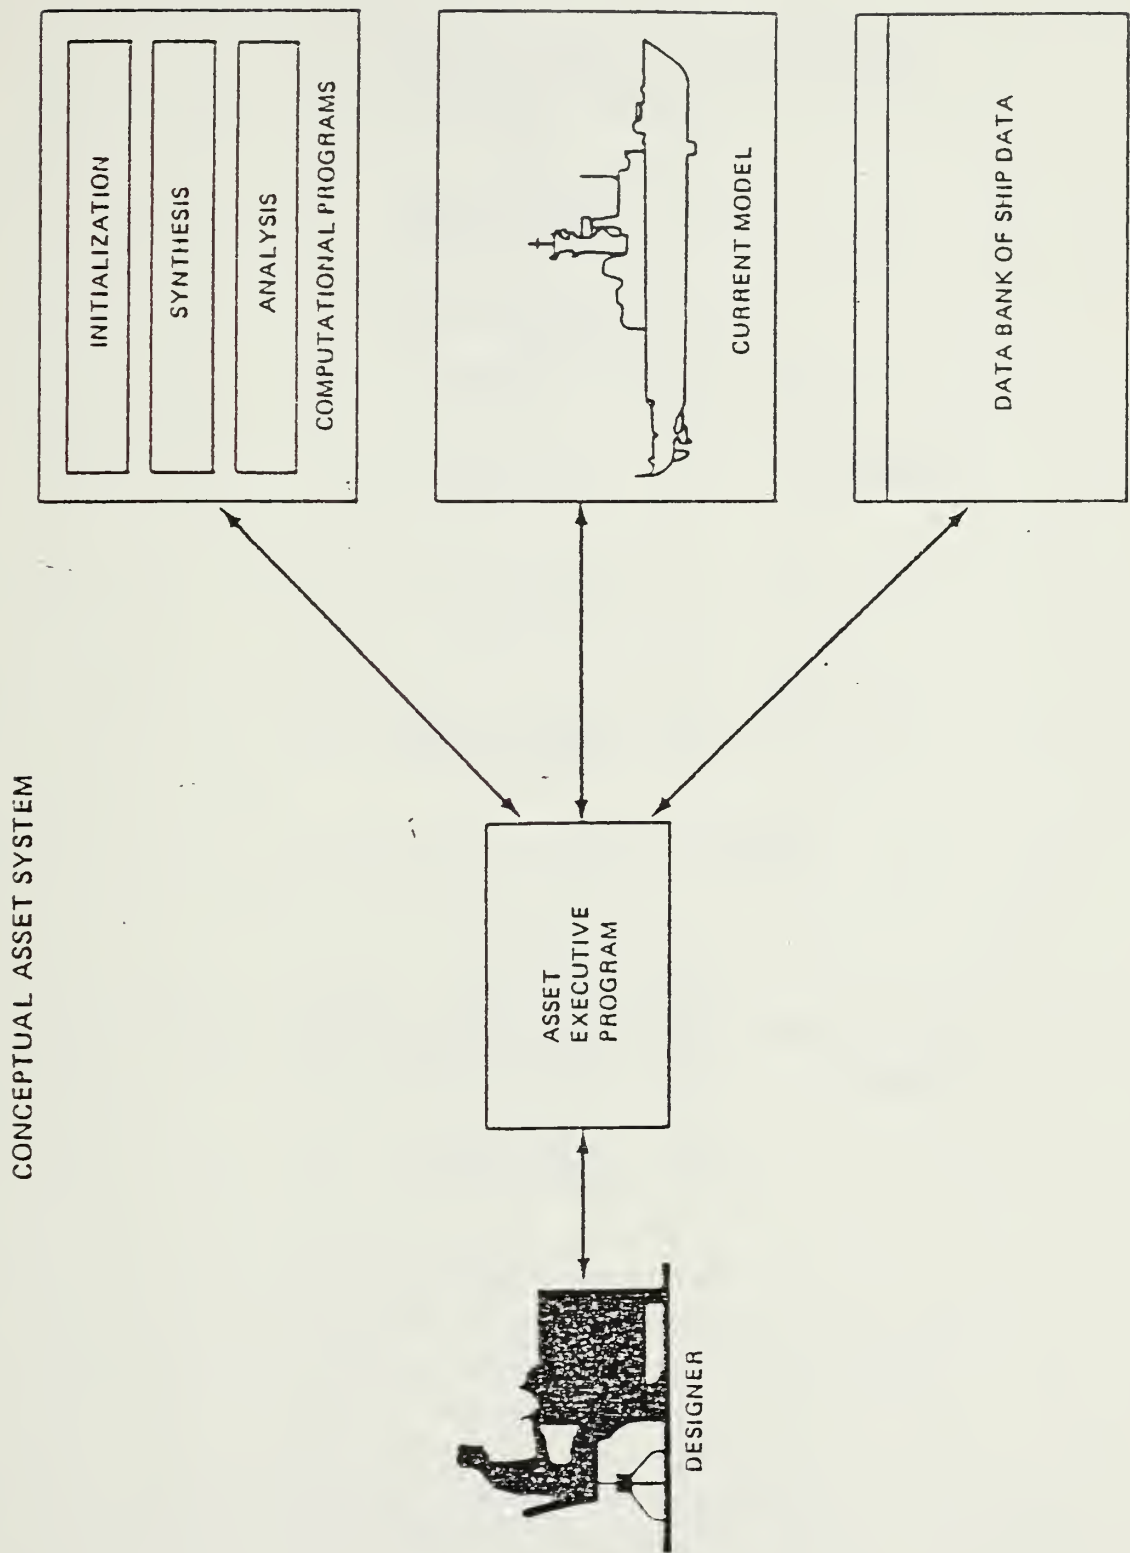 CONCEPTUAL ASSET SYSTEM
DESIGNER
ASSET
EXECUTIVE
PROGRAM
INITIALIZATION
SYNTHESIS
ANALYSIS
COMPUTATIONAL PROGRAMS
CURRENT MODEL
DATA BANK OF SHIP DATA